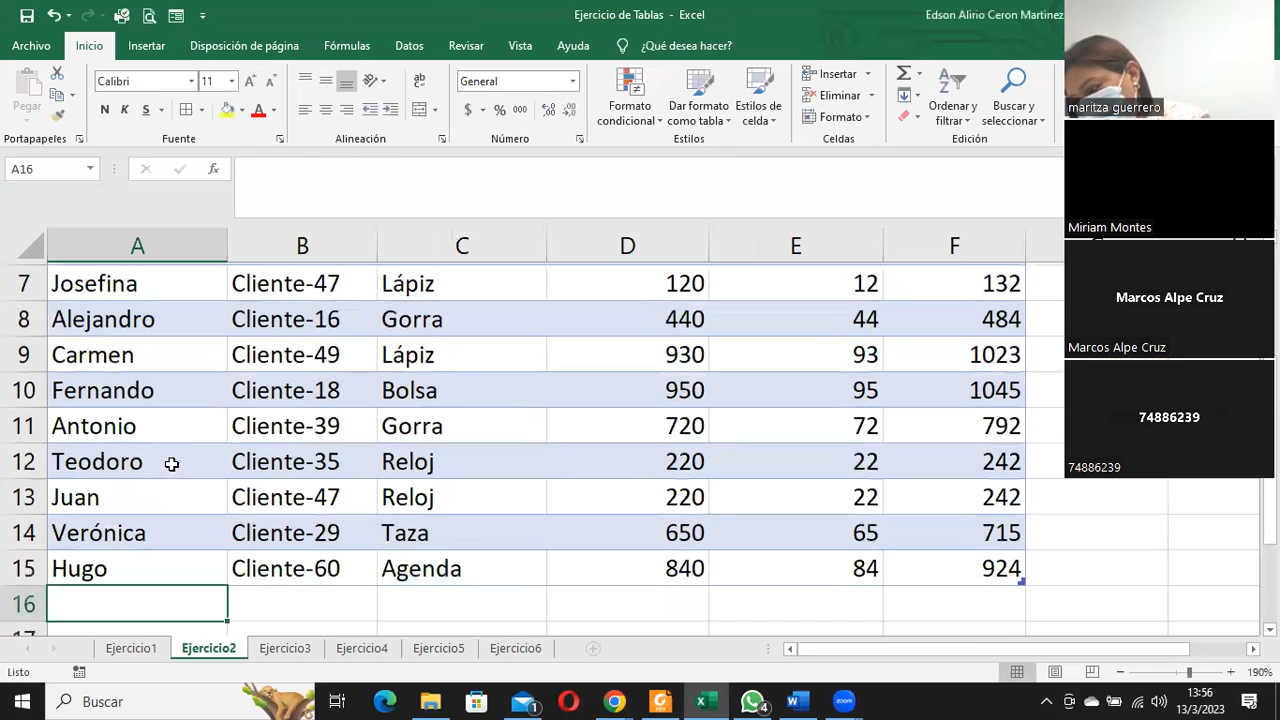 Ejercicio de Tablas - Excel
Edson Alirio Ceron Martinez
Archivo Inicio Insertar Disposición de página Fórmulas Datos Revisar Vista Ayuda ¿Qué desea hacer?
Pegar
Calibri 11
N K S
General
$ % 000
Formato condicional
Dar formato como tabla
Estilos de celda
Insertar
Eliminar
Formato
Ordenar y filtrar
Buscar y seleccionar
Portapapeles Fuente Alineación Número Estilos Celdas Edición
A16 fx
A B C D E F
7 Josefina Cliente-47 Lápiz 120 12 132
8 Alejandro Cliente-16 Gorra 440 44 484
9 Carmen Cliente-49 Lápiz 930 93 1023
10 Fernando Cliente-18 Bolsa 950 95 1045
11 Antonio Cliente-39 Gorra 720 72 792
12 Teodoro Cliente-35 Reloj 220 22 242
13 Juan Cliente-47 Reloj 220 22 242
14 Verónica Cliente-29 Taza 650 65 715
15 Hugo Cliente-60 Agenda 840 84 924
16
17
Ejercicio1 Ejercicio2 Ejercicio3 Ejercicio4 Ejercicio5 Ejercicio6
Listo
190%
Buscar
1
4
13:56
13/3/2023
maritza guerrero
Miriam Montes
Marcos Alpe Cruz
Marcos Alpe Cruz
74886239
74886239